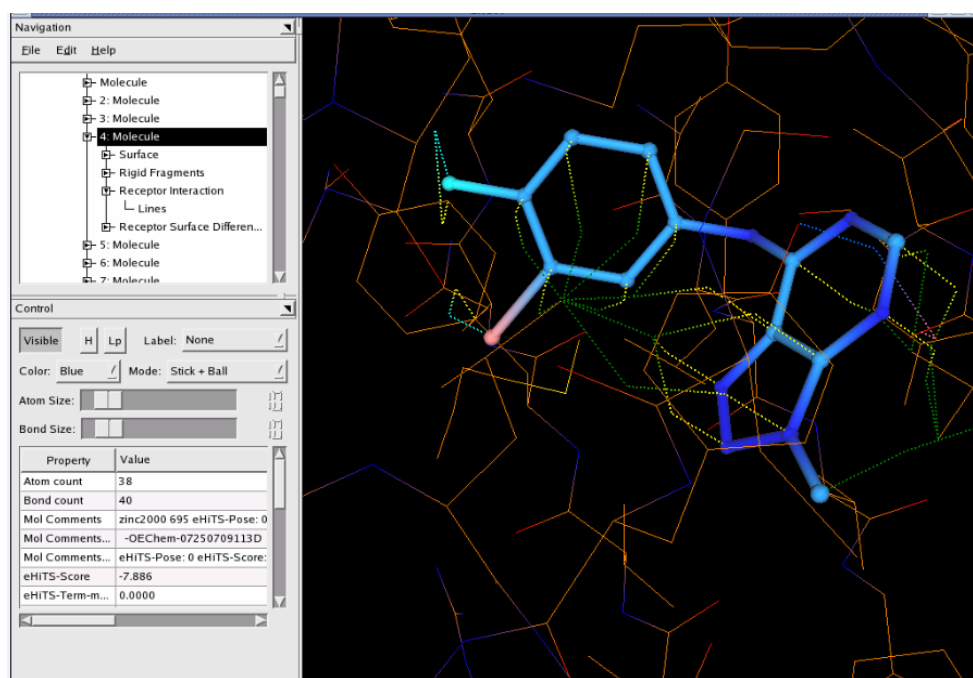 Navigation
File Edit Help
Molecule
2: Molecule
3: Molecule
4: Molecule
Surface
Rigid Fragments
Receptor Interaction
Lines
Receptor Surface Differen...
5: Molecule
6: Molecule
7: Molecule
Control
Visible H Lp Label: None
Color: Blue Mode: Stick + Ball
Atom Size:
Bond Size:
Property Value
Atom count 38
Bond count 40
Mol Comments zinc2000 695 eHiTS-Pose: 0
Mol Comments... -OEChem-07250709113D
Mol Comments... eHiTS-Pose: 0 eHiTS-Score:
eHiTS-Score -7.886
eHiTS-Term-m... 0.0000